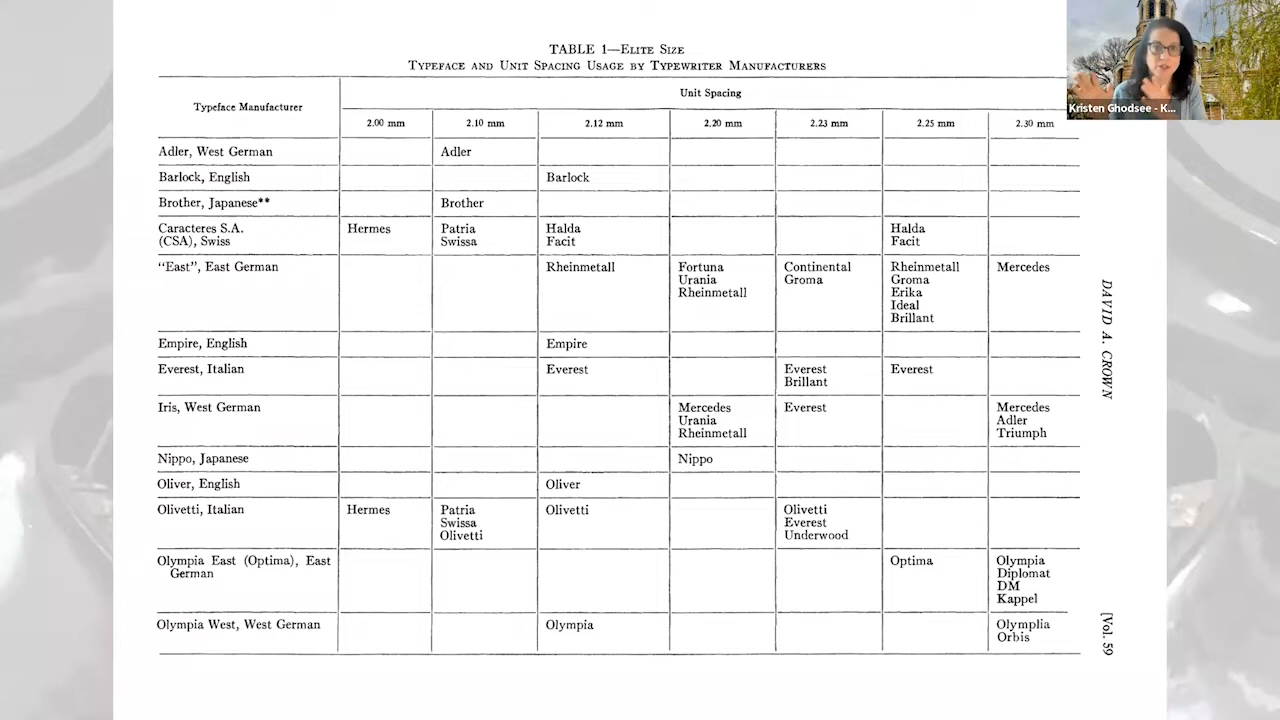 TABLE 1—ELITE SIZE
TYPEFACE AND UNIT SPACING USAGE BY TYPEWRITER MANUFACTURERS
Typeface Manufacturer
Unit Spacing
2.00 mm 2.10 mm 2.12 mm 2.20 mm 2.23 mm 2.25 mm 2.30 mm
Adler, West German Adler
Barlock, English Barlock
Brother, Japanese** Brother
Caracteres S.A. Hermes Patria Halda Halda
(CSA), Swiss Swissa Facit Facit
“East”, East German Rheinmetall Fortuna Continental Rheinmetall Mercedes
Urania Groma Groma
Rheinmetall Erika
Ideal
Brillant
Empire, English Empire
Everest, Italian Everest Everest Everest
Brillant
Iris, West German Mercedes Everest Mercedes
Urania Adler
Rheinmetall Triumph
Nippo, Japanese Nippo
Oliver, English Oliver
Olivetti, Italian Hermes Patria Olivetti Olivetti
Swissa Everest
Olivetti Underwood
Olympia East (Optima), East Optima Olympia
German Diplomat
DM
Kappel
Olympia West, West German Olympia Olymplia
Orbis
DAVID A. CROWN
[Vol. 59
Kristen Ghodsee - K...